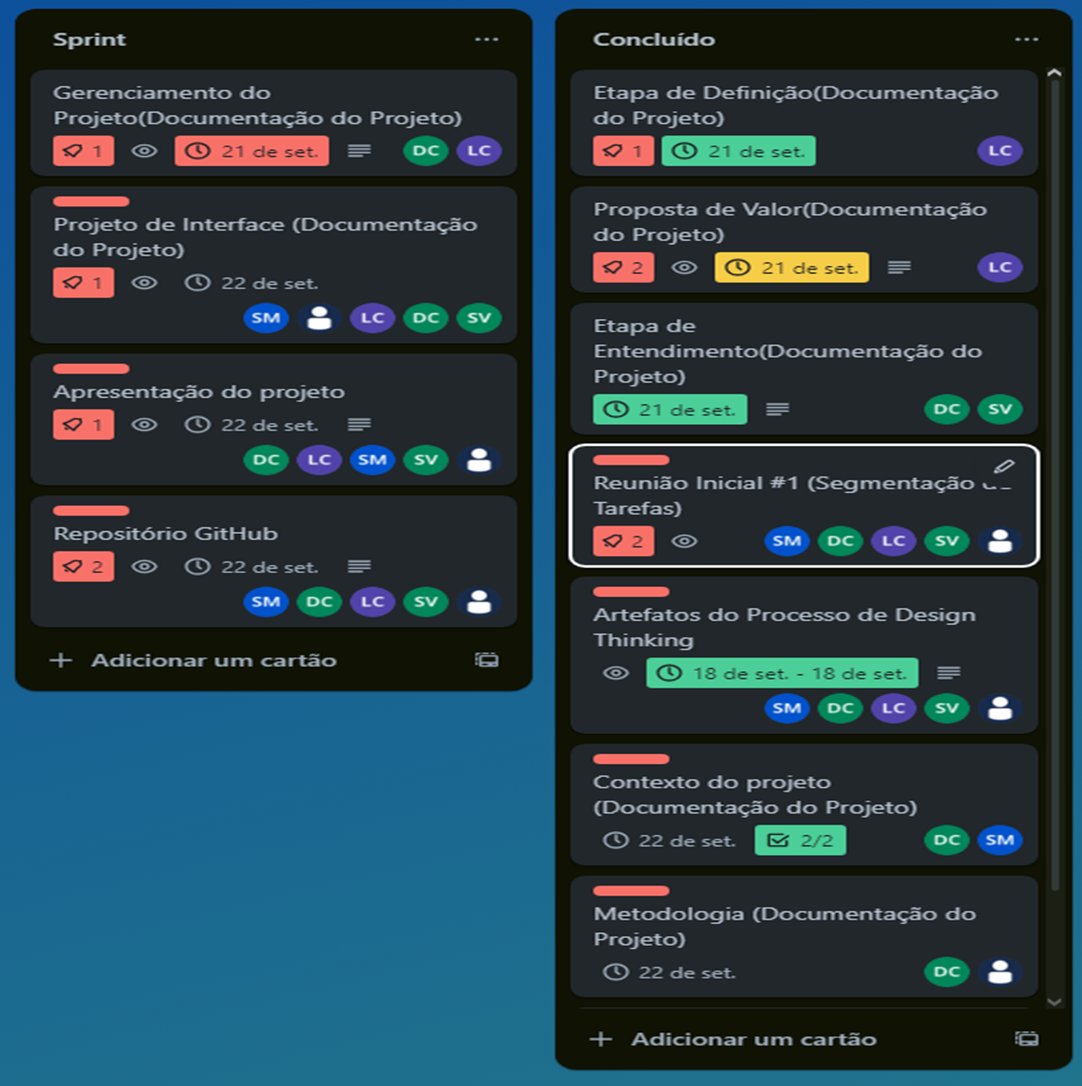 Sprint
Gerenciamento do
Projeto(Documentação do Projeto)
1 21 de set. DC LC
Projeto de Interface (Documentação
do Projeto)
1 22 de set.
SM LC DC SV
Apresentação do projeto
1 22 de set.
DC LC SM SV
Repositório GitHub
2 22 de set.
SM DC LC SV
+ Adicionar um cartão
Concluído
Etapa de Definição(Documentação
do Projeto)
1 21 de set. LC
Proposta de Valor(Documentação
do Projeto)
2 21 de set. LC
Etapa de
Entendimento(Documentação do
Projeto)
21 de set. DC SV
Reunião Inicial #1 (Segmentação
Tarefas)
2 SM DC LC SV
Artefatos do Processo de Design
Thinking
18 de set. - 18 de set.
SM DC LC SV
Contexto do projeto
(Documentação do Projeto)
22 de set. 2/2 DC SM
Metodologia (Documentação do
Projeto)
22 de set. DC
+ Adicionar um cartão